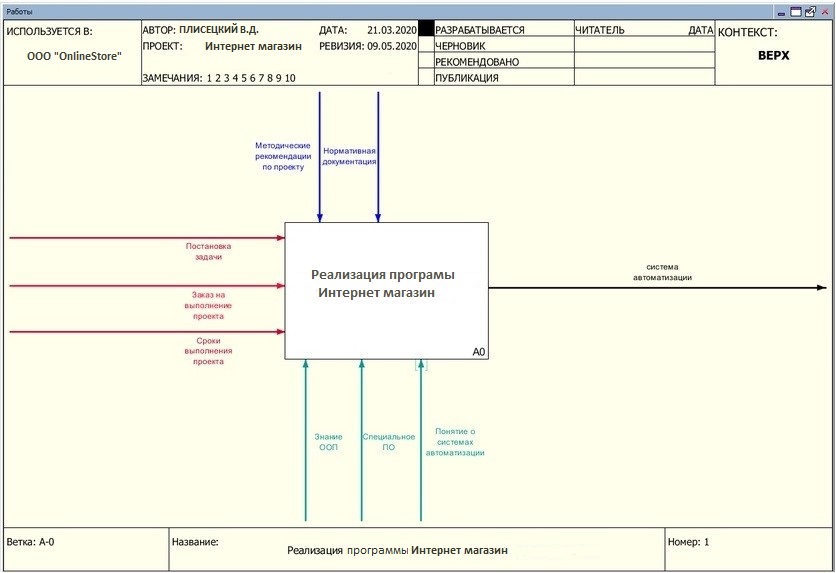 Работы
ИСПОЛЬЗУЕТСЯ В:
ООО "OnlineStore"
АВТОР: ПЛИСЕЦКИЙ В.Д.
ДАТА: 21.03.2020
ПРОЕКТ: Интернет магазин
РЕВИЗИЯ: 09.05.2020
ЗАМЕЧАНИЯ: 1 2 3 4 5 6 7 8 9 10
РАЗРАБАТЫВАЕТСЯ
ЧЕРНОВИК
РЕКОМЕНДОВАНО
ПУБЛИКАЦИЯ
ЧИТАТЕЛЬ ДАТА
КОНТЕКСТ:
ВЕРХ
Методические
рекомендации
по проекту
Нормативная
документация
Постановка
задачи
Заказ на
выполнение
проекта
Сроки
выполнения
проекта
Реализация програмы
Интернет магазин
A0
система
автоматизации
Знание
ООП
Специальное
ПО
Понятие о
системах
автоматизации
Ветка: A-0
Название:
Реализация программы Интернет магазин
Номер: 1